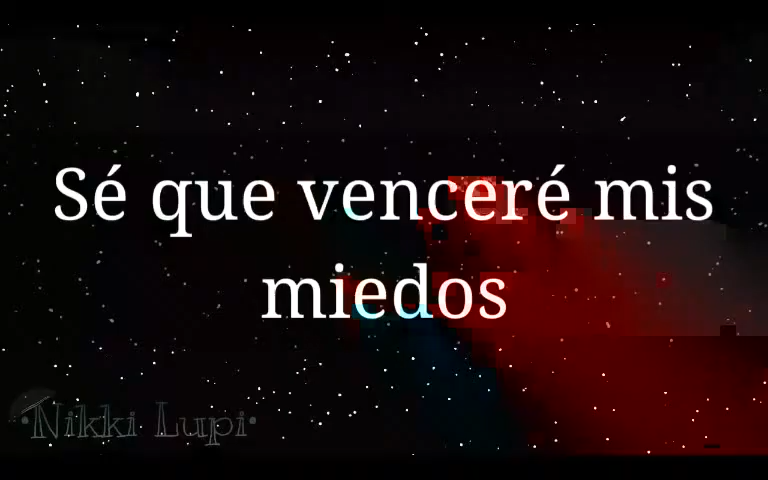 Sé que venceré mis
miedos
•Nikki Lupi•